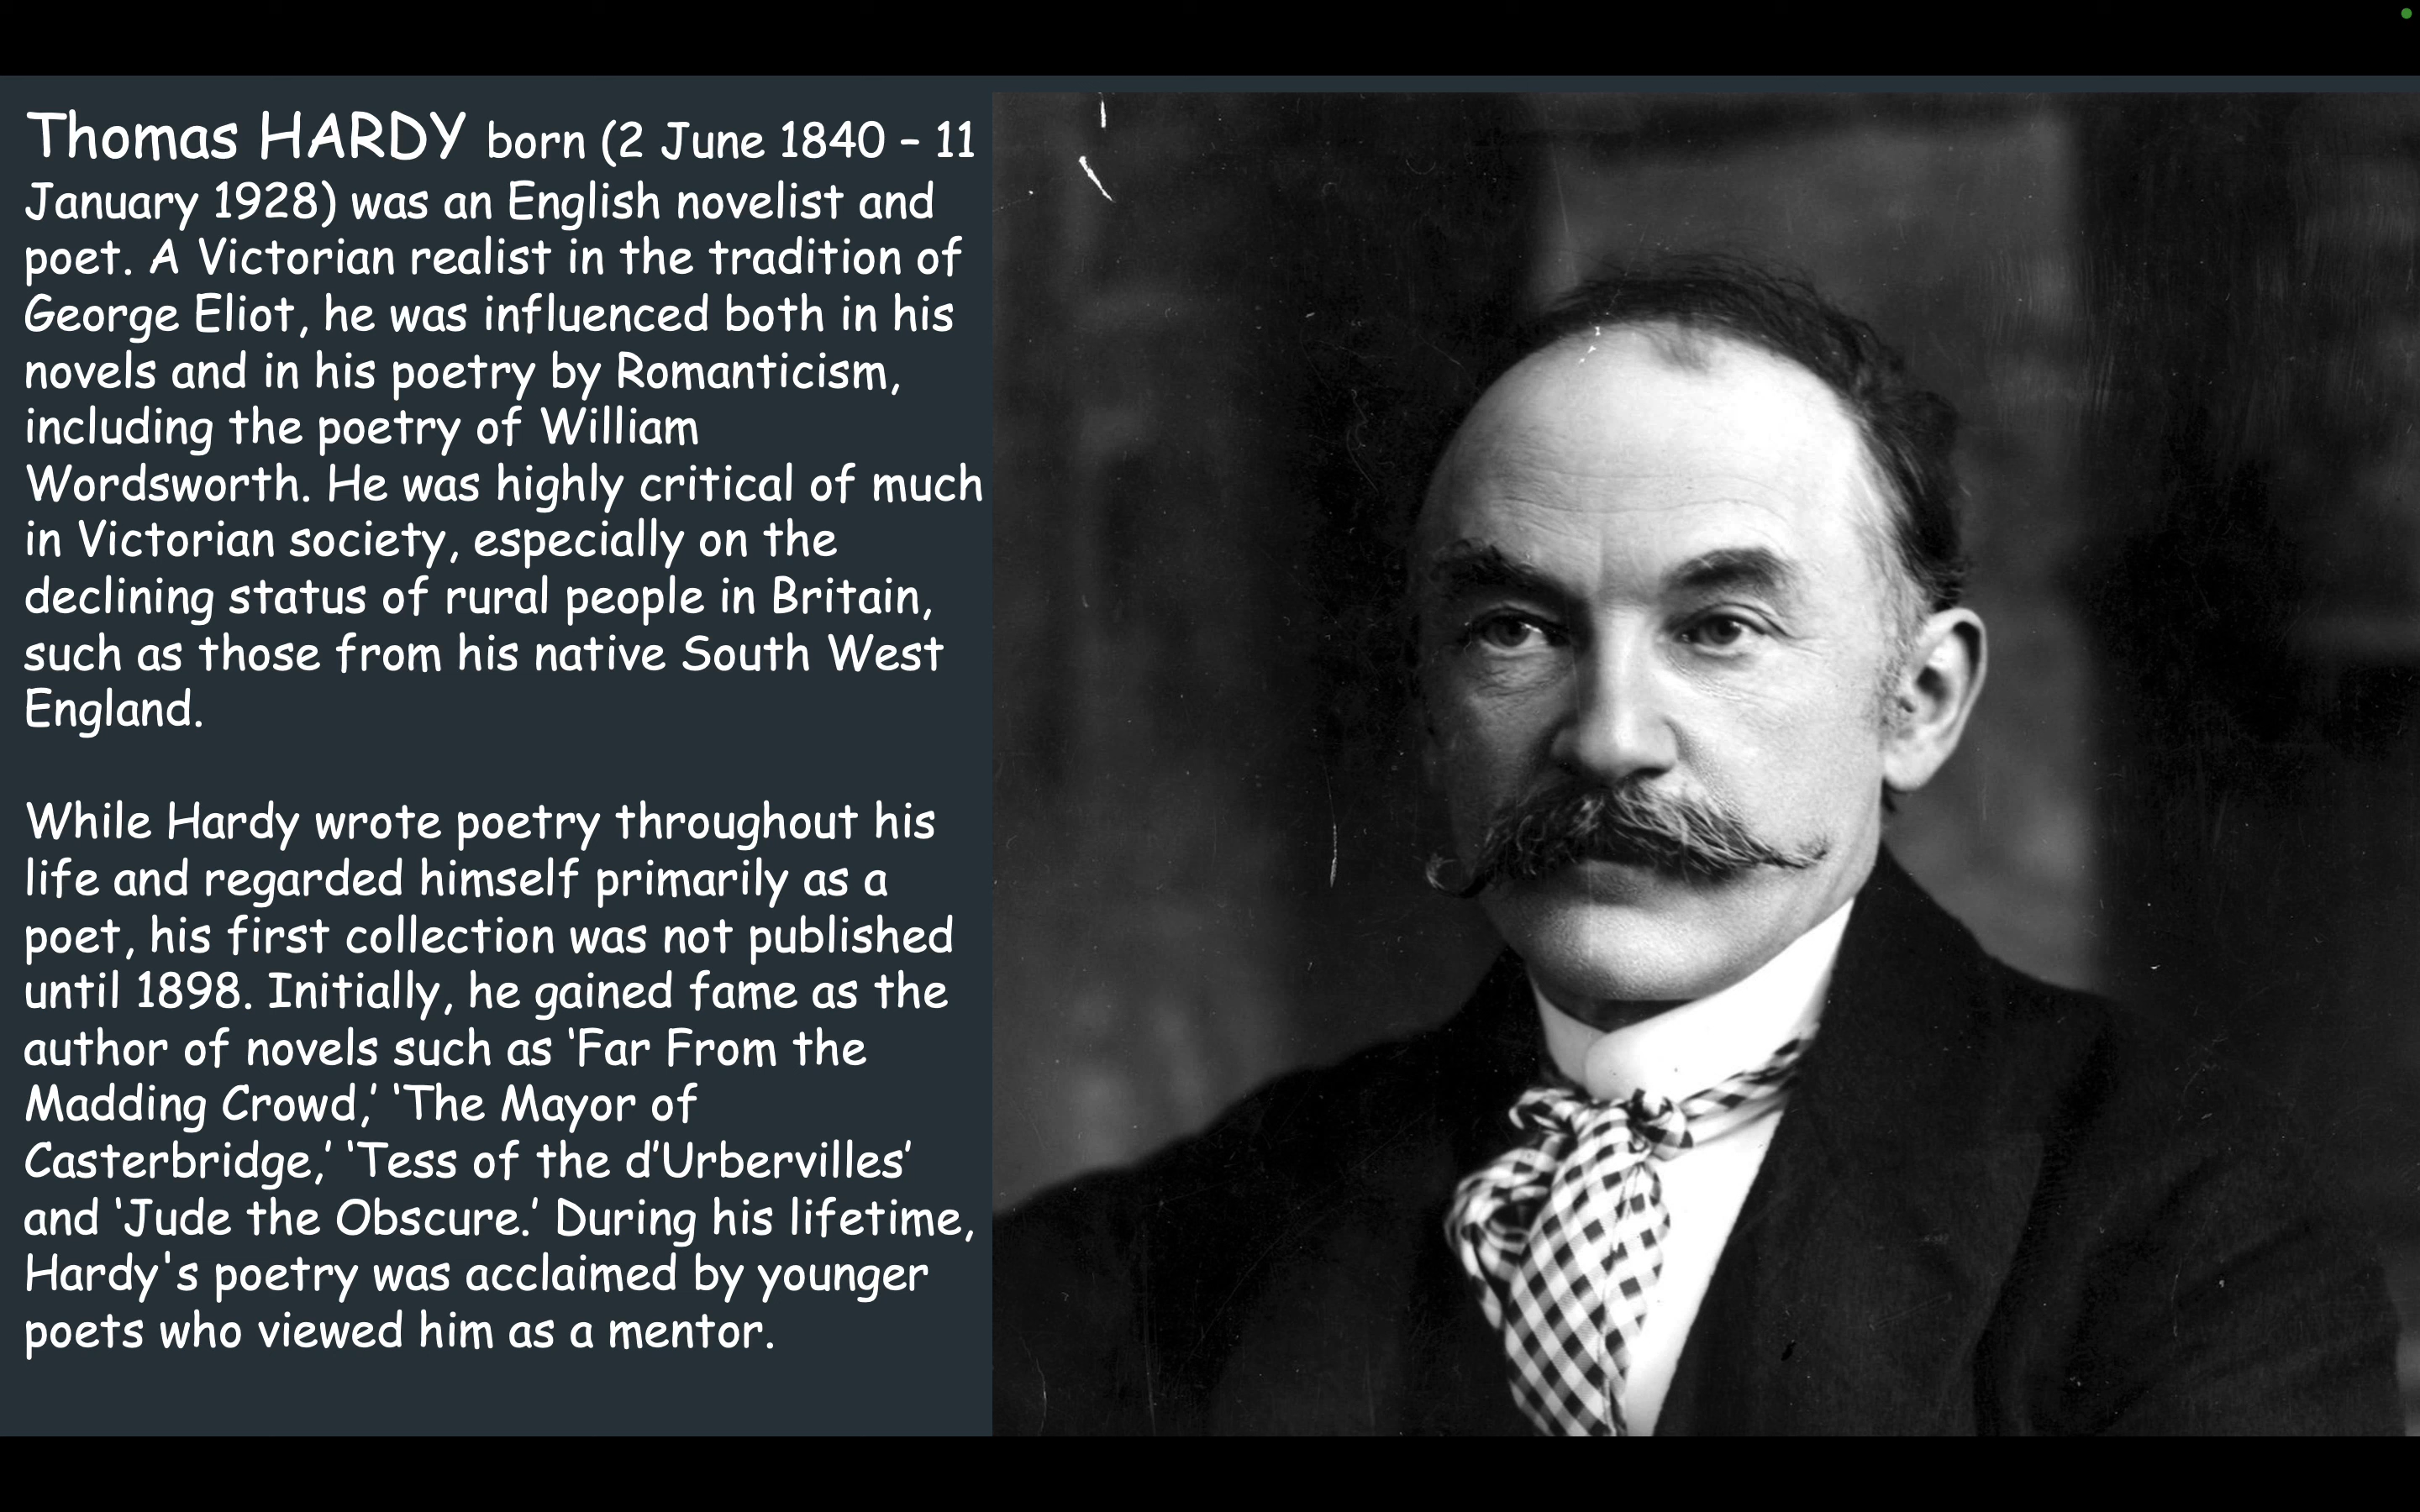 Thomas HARDY born (2 June 1840 – 11
January 1928) was an English novelist and
poet. A Victorian realist in the tradition of
George Eliot, he was influenced both in his
novels and in his poetry by Romanticism,
including the poetry of William
Wordsworth. He was highly critical of much
in Victorian society, especially on the
declining status of rural people in Britain,
such as those from his native South West
England.
While Hardy wrote poetry throughout his
life and regarded himself primarily as a
poet, his first collection was not published
until 1898. Initially, he gained fame as the
author of novels such as ‘Far From the
Madding Crowd,’ ‘The Mayor of
Casterbridge,’ ‘Tess of the d’Urbervilles’
and ‘Jude the Obscure.’ During his lifetime,
Hardy's poetry was acclaimed by younger
poets who viewed him as a mentor.